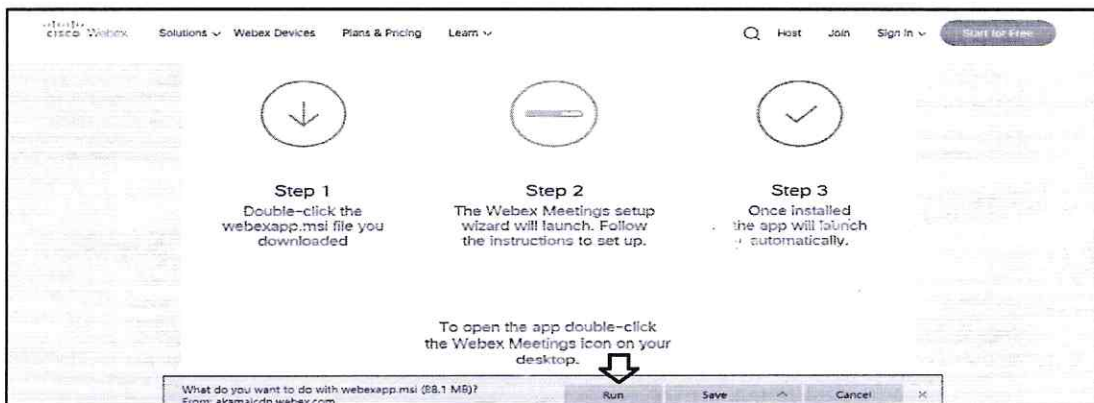 cisco Webex Solutions Webex Devices Plans & Pricing Learn Host Join Sign In Start for Free
Step 1
Double-click the
webexapp.msi file you
downloaded
Step 2
The Webex Meetings setup
wizard will launch. Follow
the instructions to set up.
Step 3
Once installed
the app will launch
automatically.
To open the app double-click
the Webex Meetings icon on your
desktop.
What do you want to do with webexapp.msi (88.1 MB)?
From: akamaicdn.webex.com
Run Save Cancel